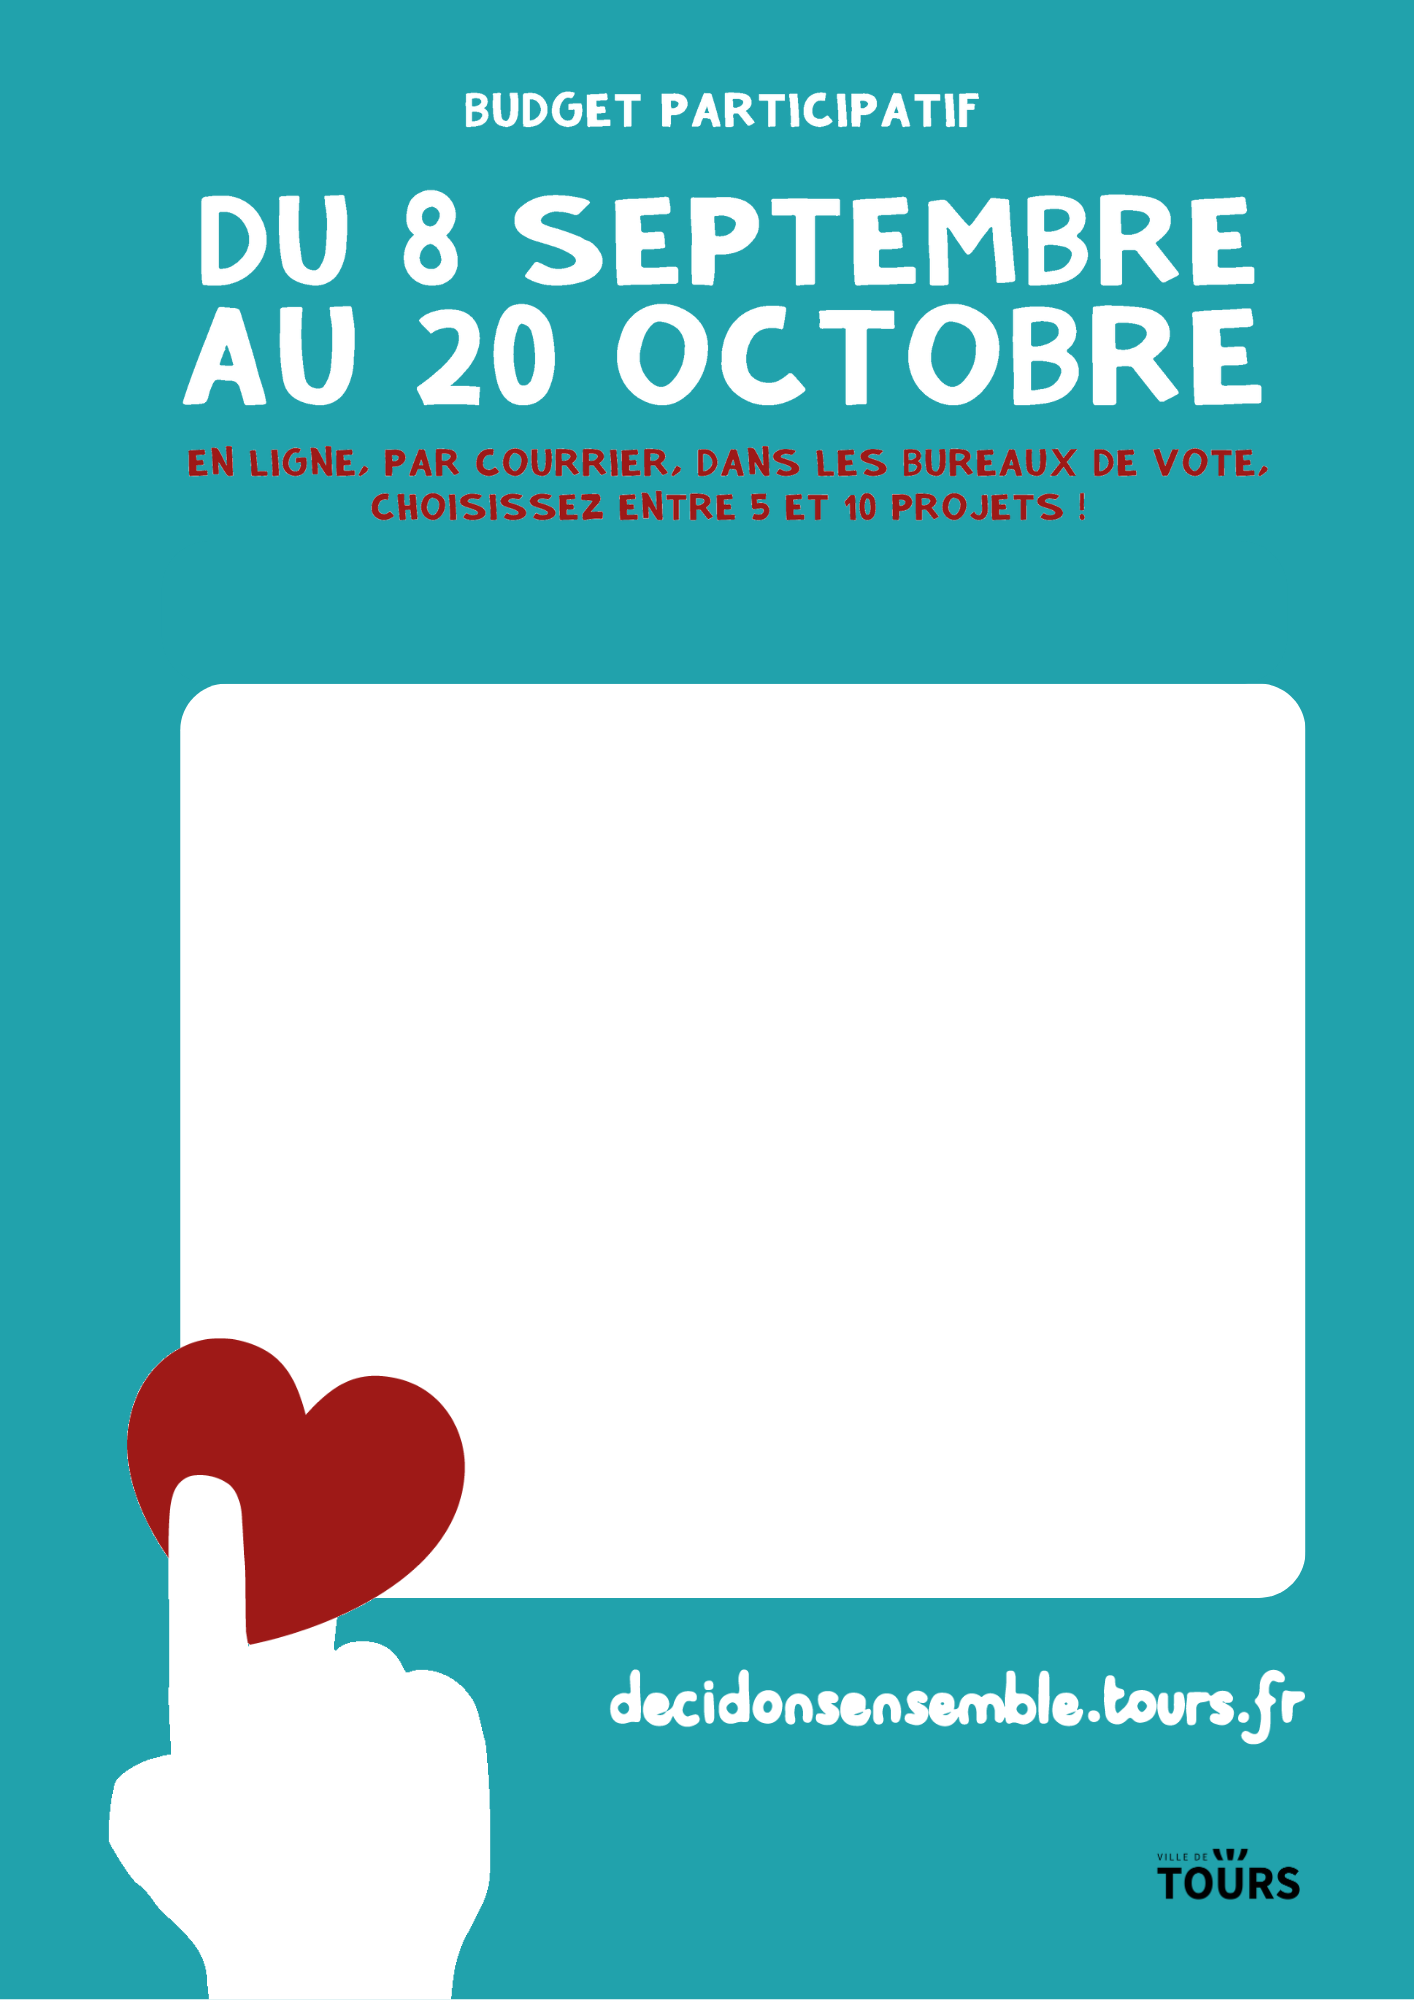 BUDGET PARTICIPATIF
DU 8 SEPTEMBRE
AU 20 OCTOBRE
EN LIGNE, PAR COURRIER, DANS LES BUREAUX DE VOTE,
CHOISISSEZ ENTRE 5 ET 10 PROJETS !
decidonsensemble.tours.fr
VILLE DE
TOURS